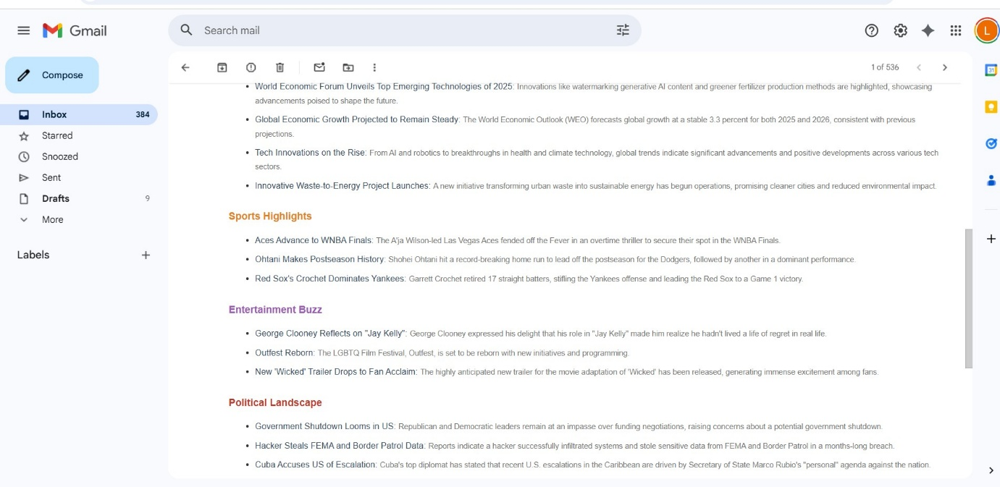 Gmail
Search mail
L
Compose
1 of 536
Inbox 384
Starred
Snoozed
Sent
Drafts 9
More
Labels
31
• World Economic Forum Unveils Top Emerging Technologies of 2025: Innovations like watermarking generative AI content and greener fertilizer production methods are highlighted, showcasing
advancements poised to shape the future.
• Global Economic Growth Projected to Remain Steady: The World Economic Outlook (WEO) forecasts global growth at a stable 3.3 percent for both 2025 and 2026, consistent with previous
projections.
• Tech Innovations on the Rise: From AI and robotics to breakthroughs in health and climate technology, global trends indicate significant advancements and positive developments across various tech
sectors.
• Innovative Waste-to-Energy Project Launches: A new initiative transforming urban waste into sustainable energy has begun operations, promising cleaner cities and reduced environmental impact.
Sports Highlights
• Aces Advance to WNBA Finals: The A'ja Wilson-led Las Vegas Aces fended off the Fever in an overtime thriller to secure their spot in the WNBA Finals.
• Ohtani Makes Postseason History: Shohei Ohtani hit a record-breaking home run to lead off the postseason for the Dodgers, followed by another in a dominant performance.
• Red Sox's Crochet Dominates Yankees: Garrett Crochet retired 17 straight batters, stifling the Yankees offense and leading the Red Sox to a Game 1 victory.
Entertainment Buzz
• George Clooney Reflects on "Jay Kelly": George Clooney expressed his delight that his role in "Jay Kelly" made him realize he hadn't lived a life of regret in real life.
• Outfest Reborn: The LGBTQ Film Festival, Outfest, is set to be reborn with new initiatives and programming.
• New 'Wicked' Trailer Drops to Fan Acclaim: The highly anticipated new trailer for the movie adaptation of 'Wicked' has been released, generating immense excitement among fans.
Political Landscape
• Government Shutdown Looms in US: Republican and Democratic leaders remain at an impasse over funding negotiations, raising concerns about a potential government shutdown.
• Hacker Steals FEMA and Border Patrol Data: Reports indicate a hacker successfully infiltrated systems and stole sensitive data from FEMA and Border Patrol in a months-long breach.
• Cuba Accuses US of Escalation: Cuba's top diplomat has stated that recent U.S. escalations in the Caribbean are driven by Secretary of State Marco Rubio's "personal" agenda against the nation.